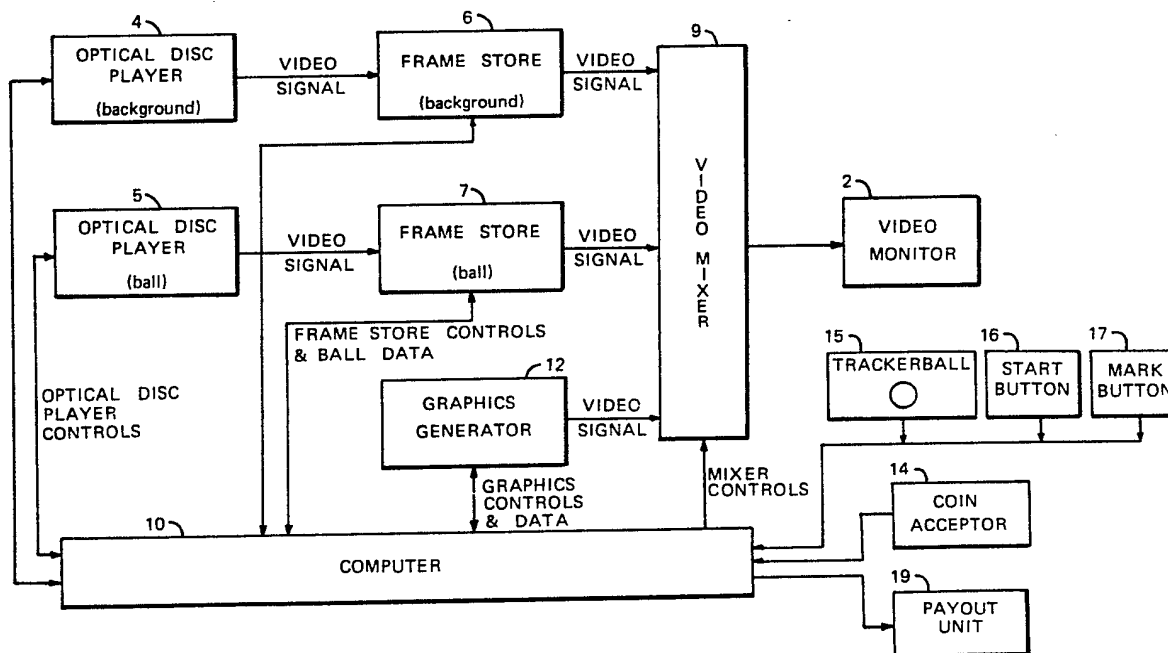 4
OPTICAL DISC
PLAYER
(background)
VIDEO
SIGNAL
6
FRAME STORE
(background)
VIDEO
SIGNAL
9
VIDEO MIXER
5
OPTICAL DISC
PLAYER
(ball)
VIDEO
SIGNAL
7
FRAME STORE
(ball)
VIDEO
SIGNAL
2
VIDEO
MONITOR
FRAME STORE CONTROLS
& BALL DATA
15
TRACKERBALL
16
START
BUTTON
17
MARK
BUTTON
OPTICAL DISC
PLAYER
CONTROLS
12
GRAPHICS
GENERATOR
VIDEO
SIGNAL
GRAPHICS
CONTROLS
& DATA
MIXER
CONTROLS
14
COIN
ACCEPTOR
10
COMPUTER
19
PAYOUT
UNIT